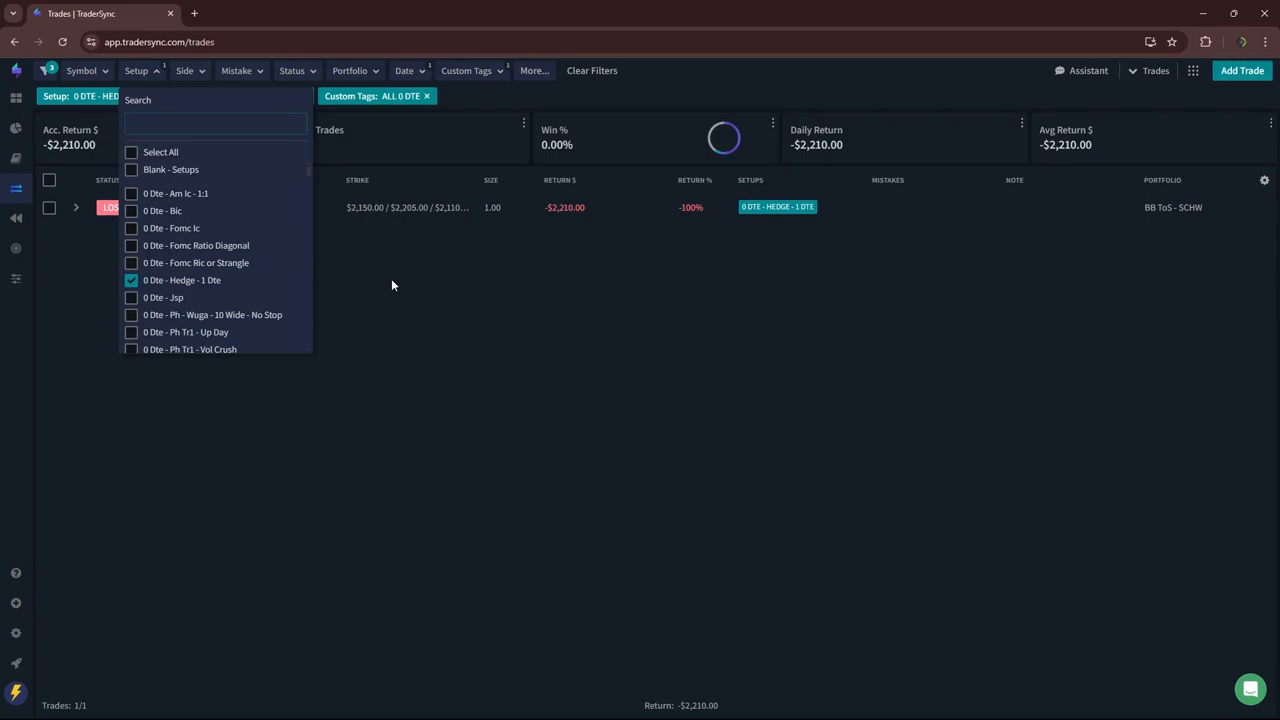 Trades | TraderSync
app.tradersync.com/trades
3
Symbol
Setup 1
Side
Mistake
Status
Portfolio
Date 1
Custom Tags 1
More...
Clear Filters
Assistant
Trades
Add Trade
Setup: 0 DTE - HED
Custom Tags: ALL 0 DTE ×
Search
Select All
Blank - Setups
0 Dte - Am Ic - 1:1
0 Dte - Bic
0 Dte - Fomc Ic
0 Dte - Fomc Ratio Diagonal
0 Dte - Fomc Ric or Strangle
0 Dte - Hedge - 1 Dte
0 Dte - Jsp
0 Dte - Ph - Wuga - 10 Wide - No Stop
0 Dte - Ph Tr1 - Up Day
0 Dte - Ph Tr1 - Vol Crush
Acc. Return $
-$2,210.00
Trades
Win %
0.00%
Daily Return
-$2,210.00
Avg Return $
-$2,210.00
STATUS STRIKE SIZE RETURN $ RETURN % SETUPS MISTAKES NOTE PORTFOLIO
LOS $2,150.00 / $2,205.00 / $2,110... 1.00 -$2,210.00 -100% 0 DTE - HEDGE - 1 DTE BB ToS - SCHW
Trades: 1/1
Return: -$2,210.00